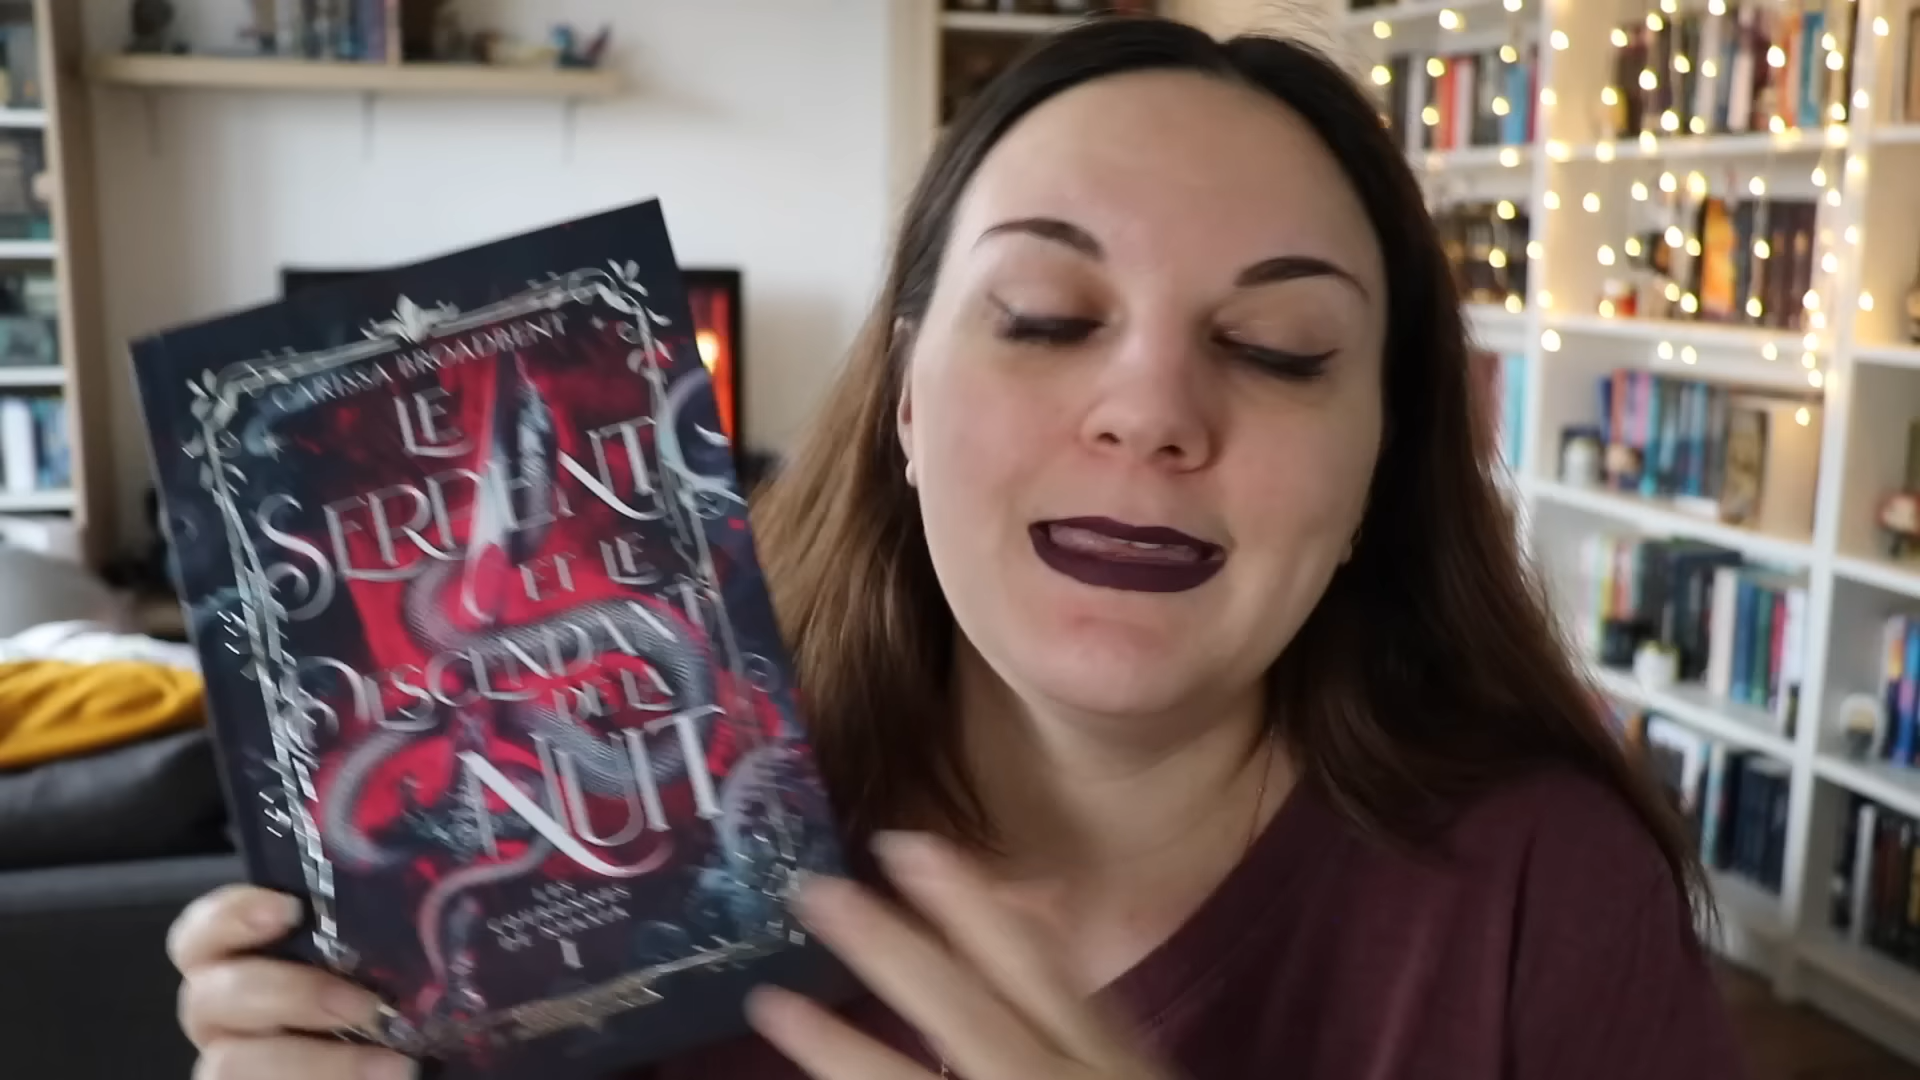 CARISSA BROADBENT
LE
SERPENT
ET LE
DESCENDANT
DE LA
NUIT
I